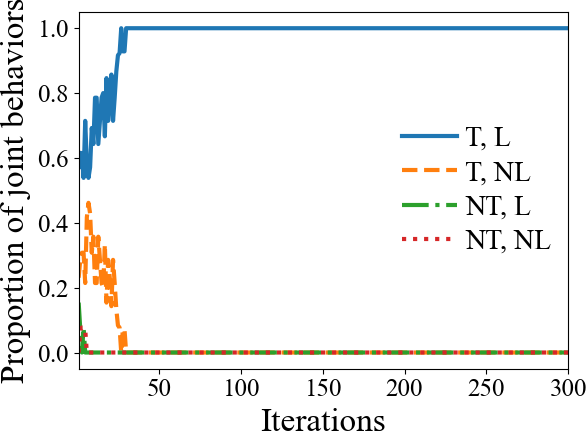 Proportion of joint behaviors
1.0
0.8
0.6
0.4
0.2
0.0
T, L
T, NL
NT, L
NT, NL
50 100 150 200 250 300
Iterations